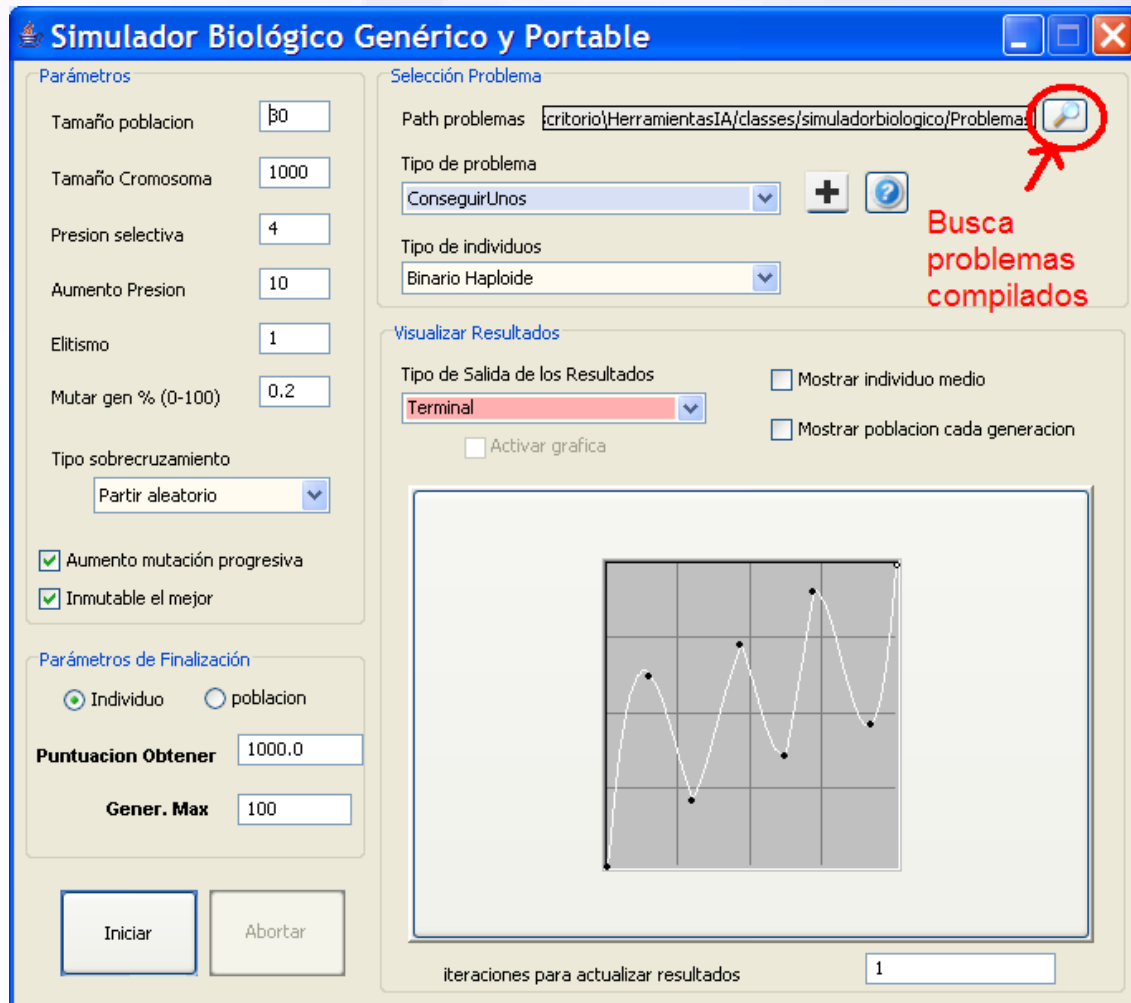 Simulador Biológico Genérico y Portable
Parámetros
Tamaño poblacion
30
Tamaño Cromosoma
1000
Presion selectiva
4
Aumento Presion
10
Elitismo
1
Mutar gen % (0-100)
0.2
Tipo sobrecruzamiento
Partir aleatorio
Aumento mutación progresiva
Inmutable el mejor
Parámetros de Finalización
Individuo
poblacion
Puntuacion Obtener
1000.0
Gener. Max
100
Iniciar
Abortar
Selección Problema
Path problemas
critorio\HerramientasIA/classes/simuladorbiologico/Problemas
Tipo de problema
ConseguirUnos
Tipo de individuos
Binario Haploide
Busca
problemas
compilados
Visualizar Resultados
Tipo de Salida de los Resultados
Terminal
Activar grafica
Mostrar individuo medio
Mostrar poblacion cada generacion
iteraciones para actualizar resultados
1